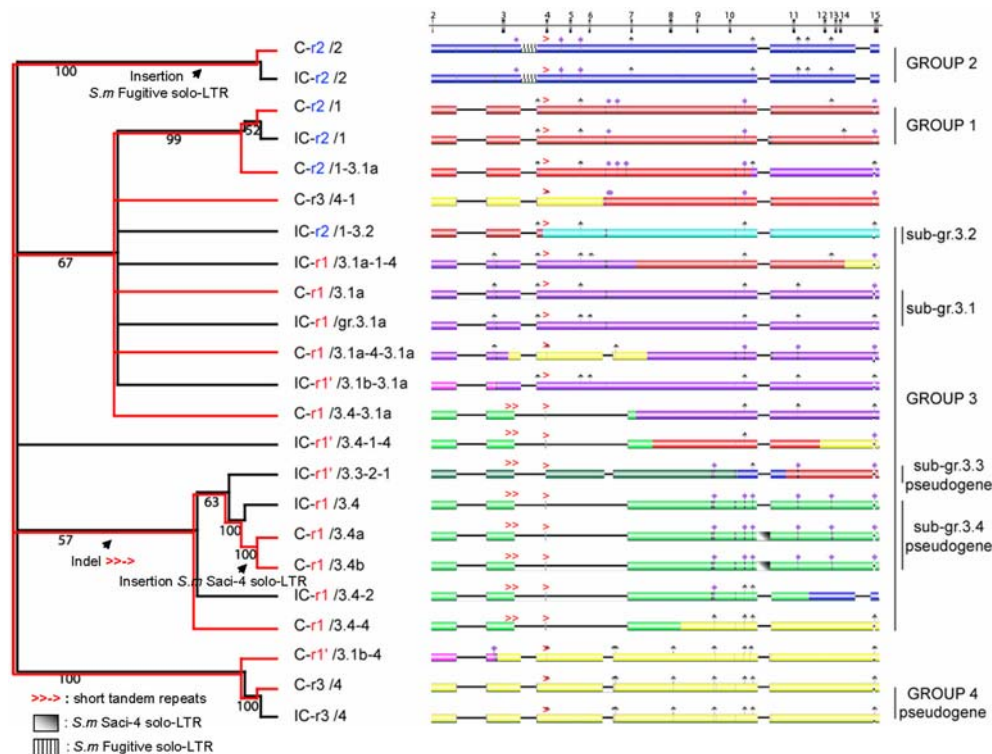 2 3 4 5 6 7 8 9 10 11 12 13 14 15
C-r2 /2
IC-r2 /2
GROUP 2
100
Insertion
S.m Fugitive solo-LTR
C-r2 /1
IC-r2 /1
GROUP 1
52
99
C-r2 /1-3.1a
C-r3 /4-1
IC-r2 /1-3.2
sub-gr.3.2
67
IC-r1 /3.1a-1-4
C-r1 /3.1a
IC-r1 /gr.3.1a
sub-gr.3.1
C-r1 /3.1a-4-3.1a
IC-r1' /3.1b-3.1a
GROUP 3
C-r1 /3.4-3.1a
>> >
IC-r1' /3.4-1-4
>> >
IC-r1' /3.3-2-1
>> >
sub-gr.3.3
pseudogene
63
IC-r1 /3.4
>> >
100
C-r1 /3.4a
>> >
sub-gr.3.4
pseudogene
57
100
Indel >>->
Insertion S.m Saci-4 solo-LTR
C-r1 /3.4b
>> >
IC-r1 /3.4-2
>> >
C-r1 /3.4-4
>> >
C-r1' /3.1b-4
100
C-r3 /4
100
IC-r3 /4
GROUP 4
pseudogene
>>-> : short tandem repeats
: S.m Saci-4 solo-LTR
: S.m Fugitive solo-LTR